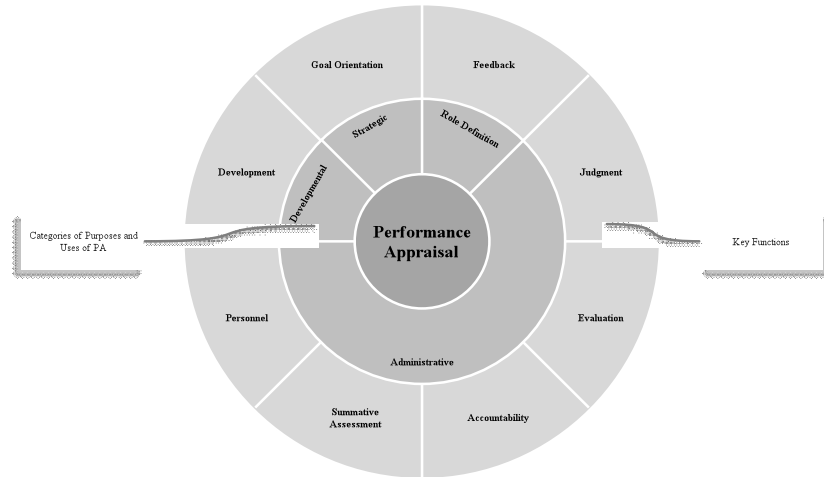 Goal Orientation
Feedback
Strategic
Role Definition
Development
Developmental
Judgment
Performance
Appraisal
Categories of Purposes and
Uses of PA
Key Functions
Personnel
Evaluation
Administrative
Summative
Assessment
Accountability